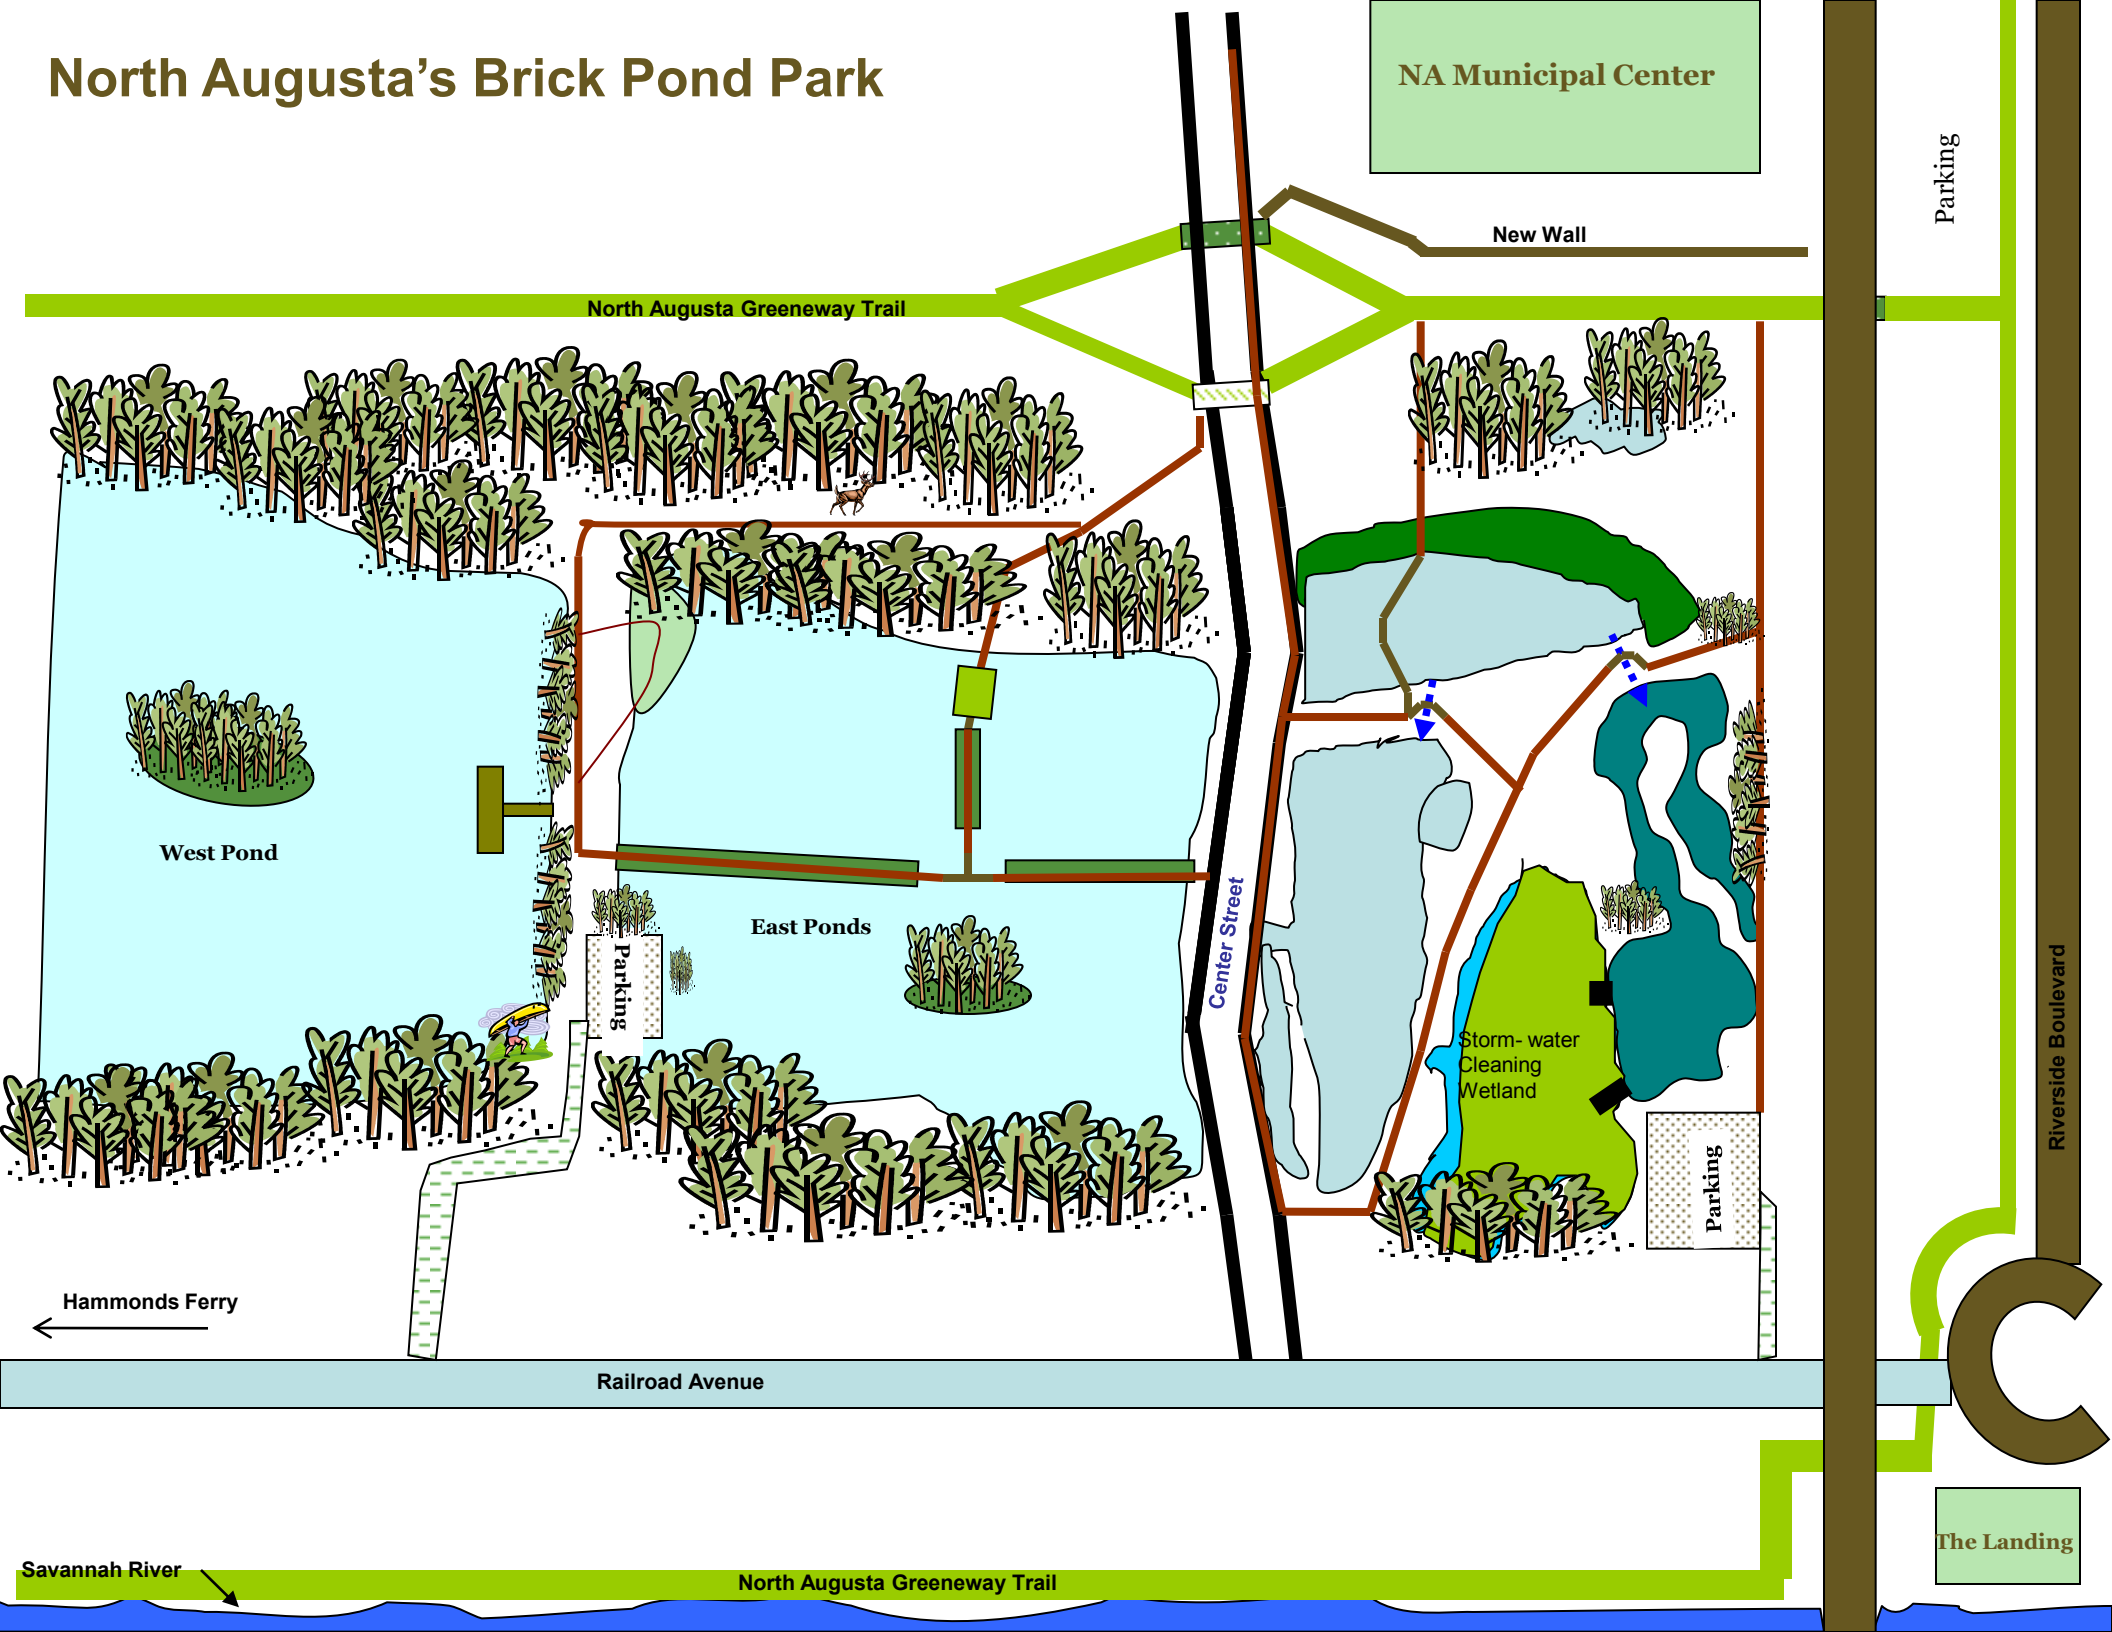 North Augusta's Brick Pond Park
NA Municipal Center
Parking
New Wall
North Augusta Greeneway Trail
West Pond
East Ponds
Center Street
Parking
Storm- water
Cleaning
Wetland
Riverside Boulevard
Parking
Hammonds Ferry
Railroad Avenue
The Landing
Savannah River
North Augusta Greeneway Trail